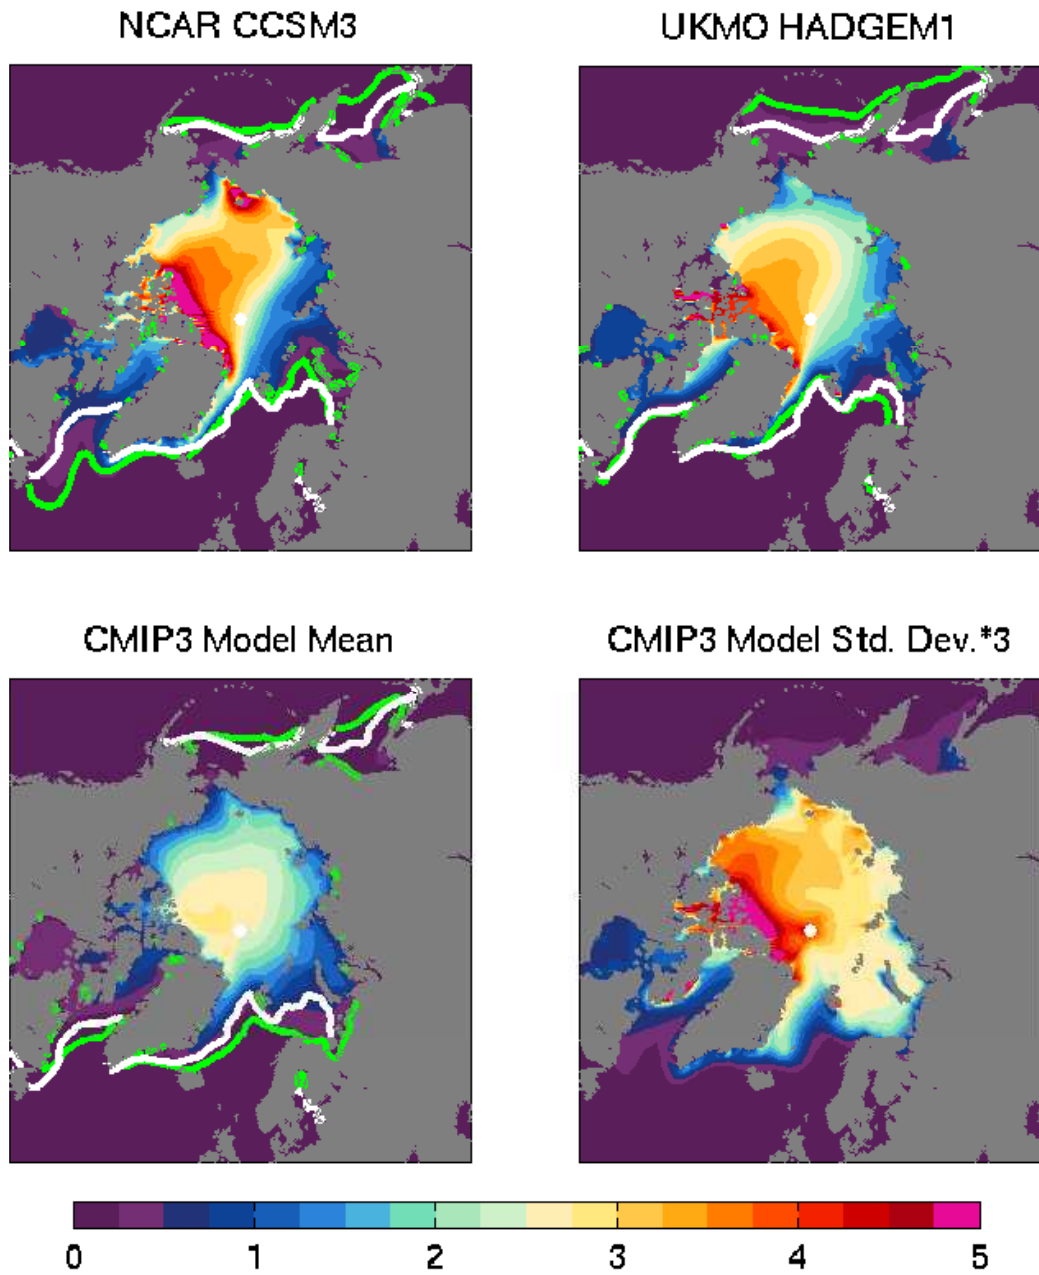 NCAR CCSM3
UKMO HADGEM1
CMIP3 Model Mean
CMIP3 Model Std. Dev.*3
0 1 2 3 4 5